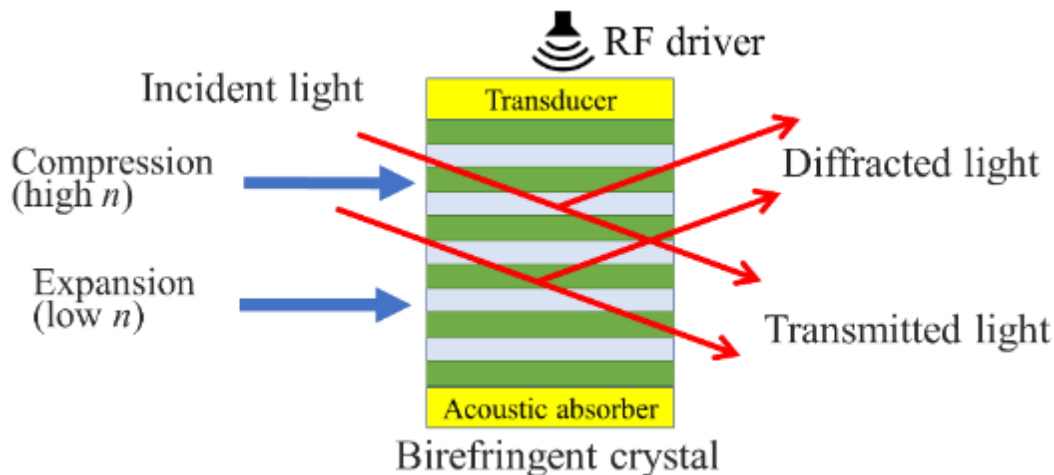 RF driver
Incident light
Transducer
Compression
(high n)
Diffracted light
Expansion
(low n)
Transmitted light
Acoustic absorber
Birefringent crystal